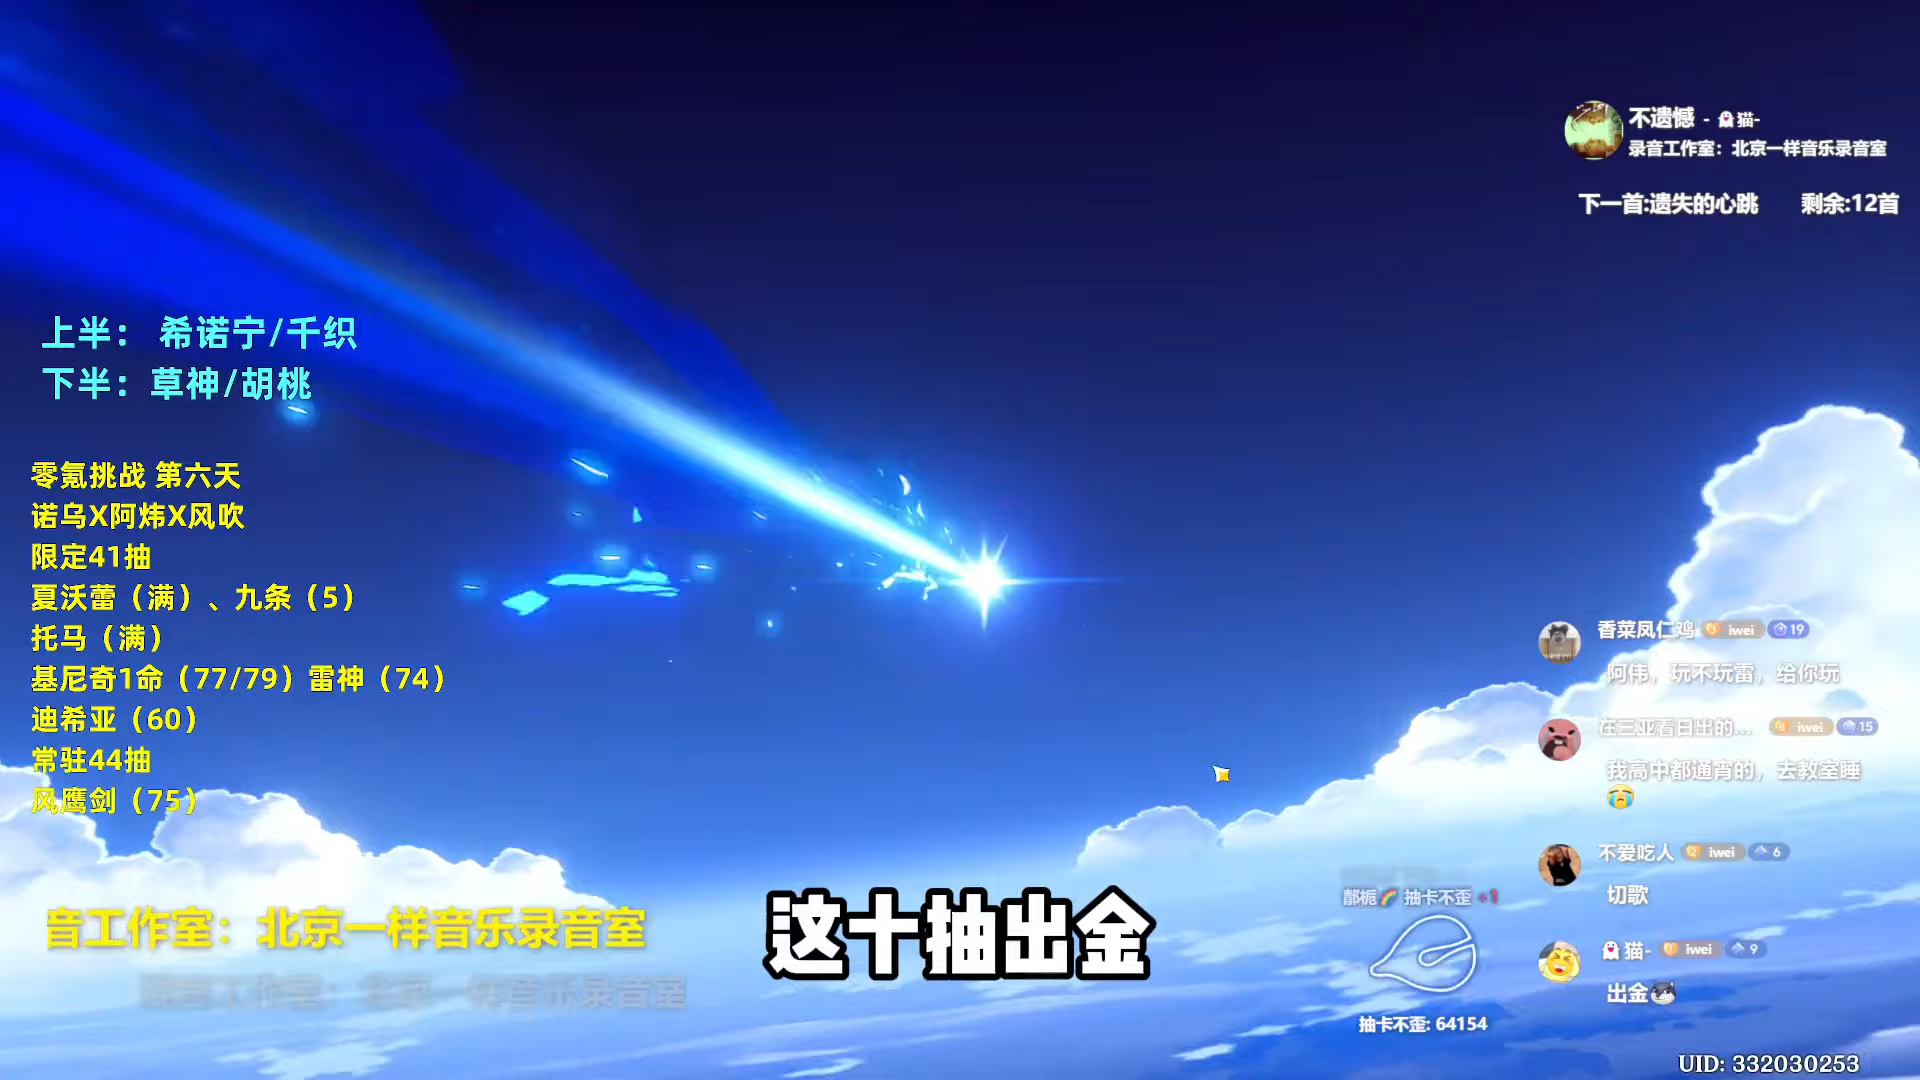 不遗憾 - 👻猫-
录音工作室：北京一样音乐录音室
下一首:遗失的心跳 剩余:12首
上半： 希诺宁/千织
下半：草神/胡桃
零氪挑战 第六天
诺乌X阿炜X风吹
限定41抽
夏沃蕾（满）、九条（5）
托马（满）
基尼奇1命（77/79）雷神（74）
迪希亚（60）
常驻44抽
风鹰剑（75）
音工作室：北京一样音乐录音室
这十抽出金
抽卡不歪 +1
抽卡不歪: 64154
香菜凤仁鸡 iwei 19
阿伟，玩不玩雷，给你玩
在三亚看日出的... iwei 15
我高中都通宵的，去教室睡😭
不爱吃人 iwei 6
切歌
👻猫- iwei 9
出金
UID: 332030253